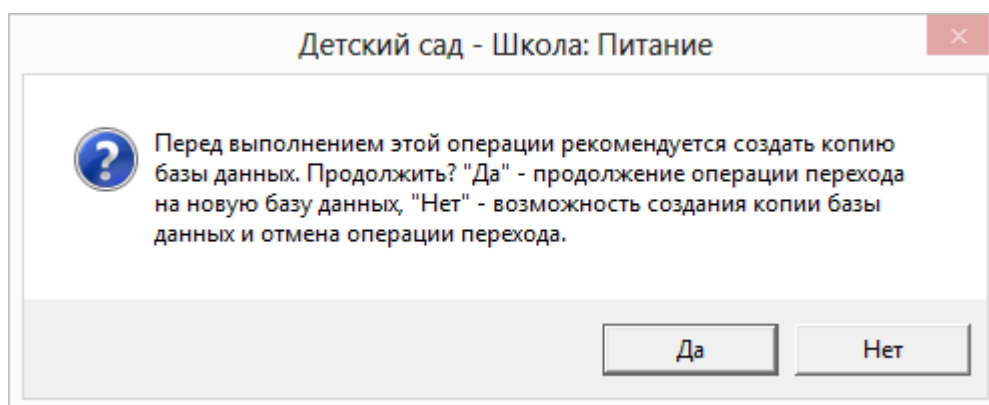 Детский сад - Школа: Питание
Перед выполнением этой операции рекомендуется создать копию
базы данных. Продолжить? "Да" - продолжение операции перехода
на новую базу данных, "Нет" - возможность создания копии базы
данных и отмена операции перехода.
Да
Нет